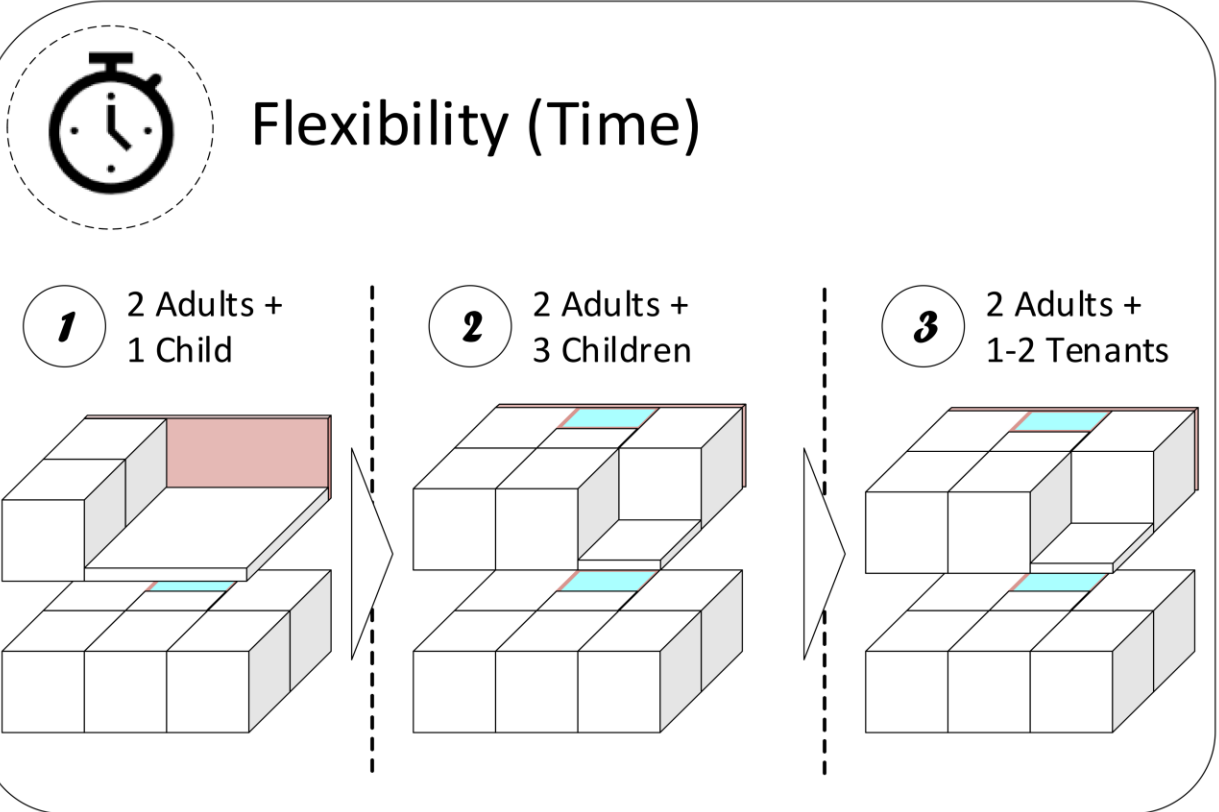 Flexibility (Time)
1
2 Adults +
1 Child
2
2 Adults +
3 Children
3
2 Adults +
1-2 Tenants